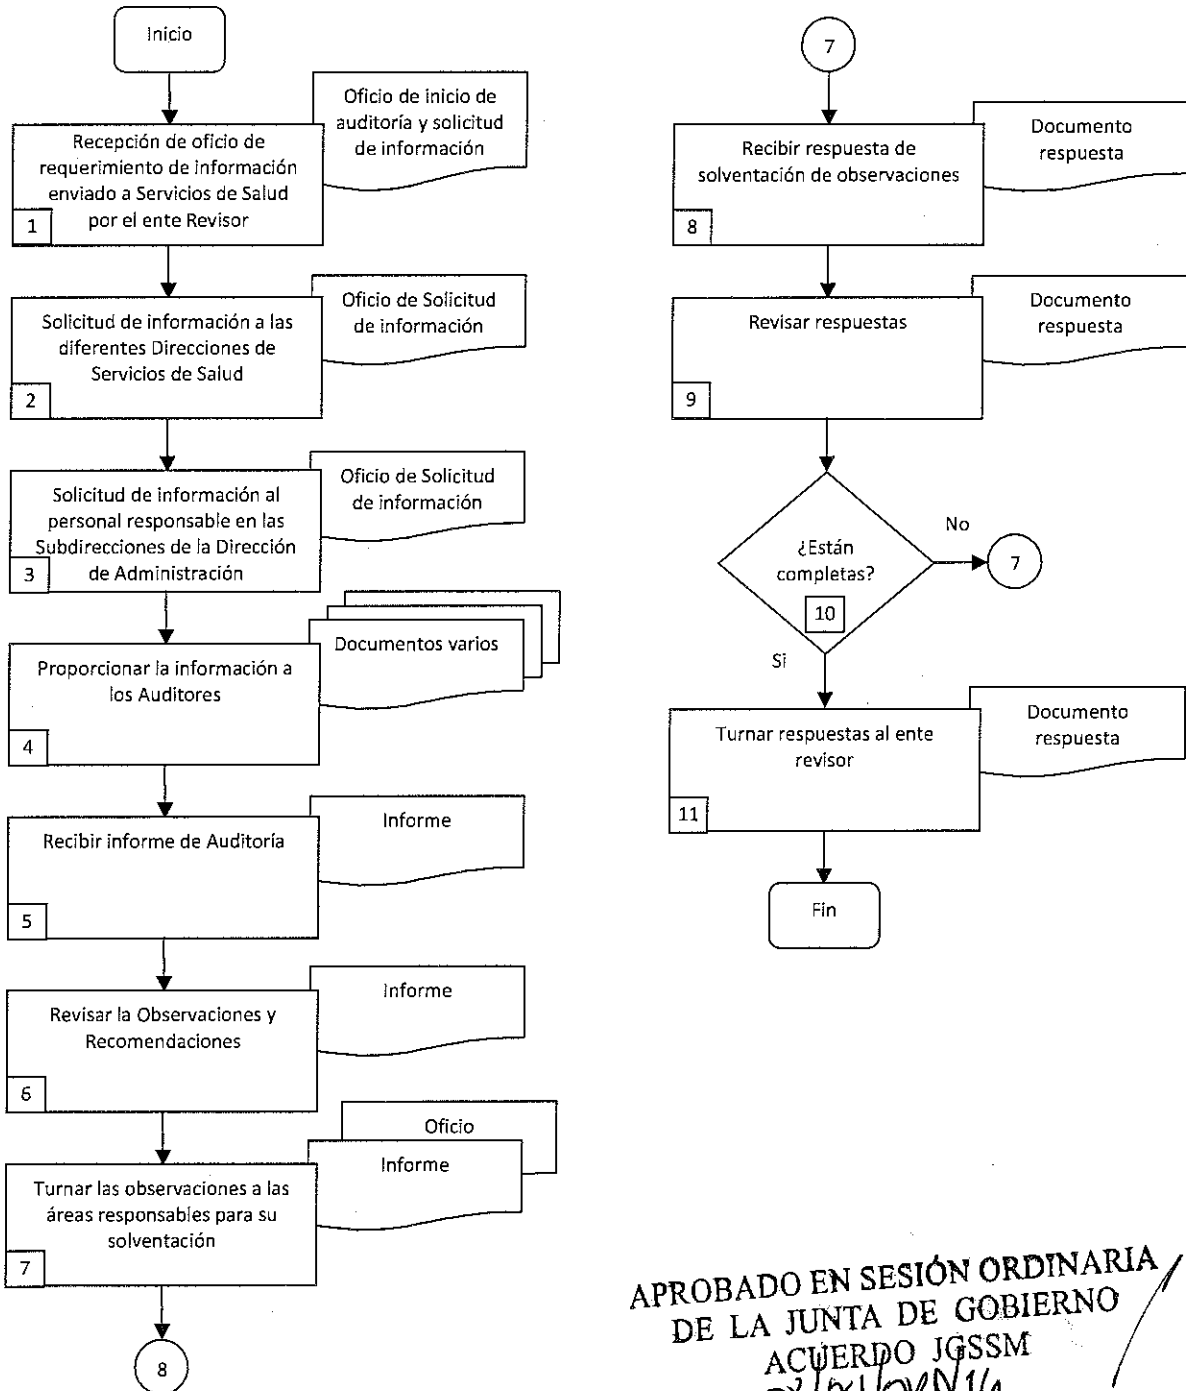 Inicio
Oficio de inicio de
auditoría y solicitud
de información
Recepción de oficio de
requerimiento de información
enviado a Servicios de Salud
por el ente Revisor
1
Oficio de Solicitud
de información
Solicitud de información a las
diferentes Direcciones de
Servicios de Salud
2
Oficio de Solicitud
de información
Solicitud de información al
personal responsable en las
Subdirecciones de la Dirección
de Administración
3
Documentos varios
Proporcionar la información a
los Auditores
4
Informe
Recibir informe de Auditoría
5
Informe
Revisar la Observaciones y
Recomendaciones
6
Oficio
Informe
Turnar las observaciones a las
áreas responsables para su
solventación
7
8
7
Documento
respuesta
Recibir respuesta de
solventación de observaciones
8
Documento
respuesta
Revisar respuestas
9
¿Están
completas?
10
No
7
Si
Documento
respuesta
Turnar respuestas al ente
revisor
11
Fin
APROBADO EN SESIÓN ORDINARIA
DE LA JUNTA DE GOBIERNO
ACUERDO JGSSM